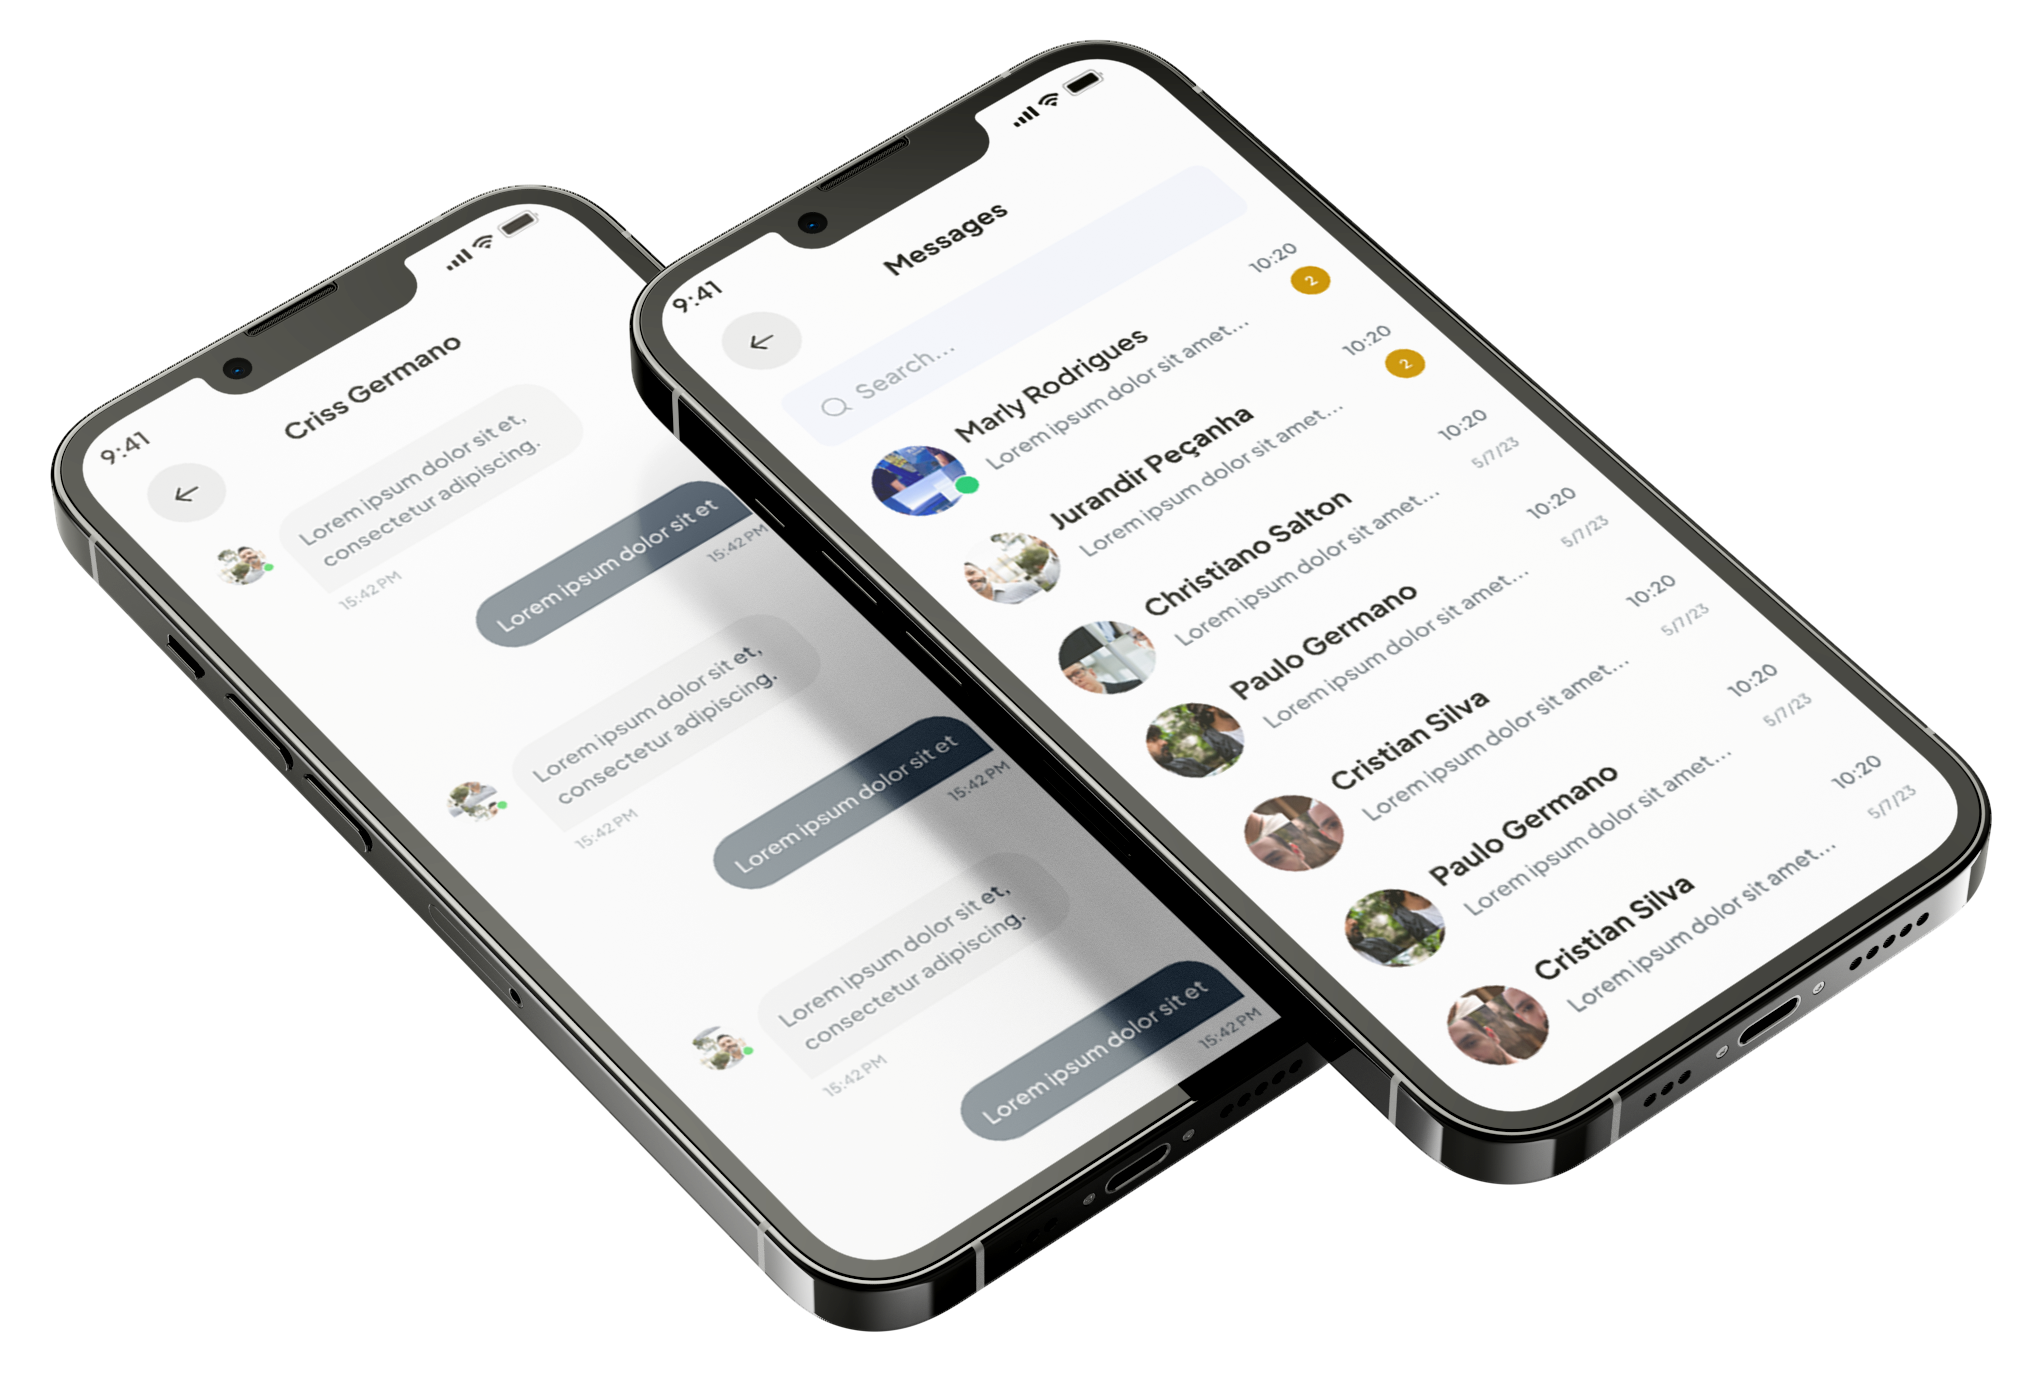 9:41
Criss Germano
Lorem ipsum dolor sit et,
consectetur adipiscing.
15:42 PM
Lorem ipsum dolor sit et
15:42 PM
Lorem ipsum dolor sit et,
consectetur adipiscing.
15:42 PM
Lorem ipsum dolor sit et
15:42 PM
Lorem ipsum dolor sit et,
consectetur adipiscing.
15:42 PM
Lorem ipsum dolor sit et
15:42 PM
9:41
Messages
Search...
Marly Rodrigues
10:20
Lorem ipsum dolor sit amet...
2
Jurandir Peçanha
10:20
Lorem ipsum dolor sit amet...
2
Christiano Salton
10:20
Lorem ipsum dolor sit amet...
5/7/23
Paulo Germano
10:20
Lorem ipsum dolor sit amet...
5/7/23
Cristian Silva
10:20
Lorem ipsum dolor sit amet...
5/7/23
Paulo Germano
10:20
Lorem ipsum dolor sit amet...
5/7/23
Cristian Silva
10:20
Lorem ipsum dolor sit amet...
5/7/23